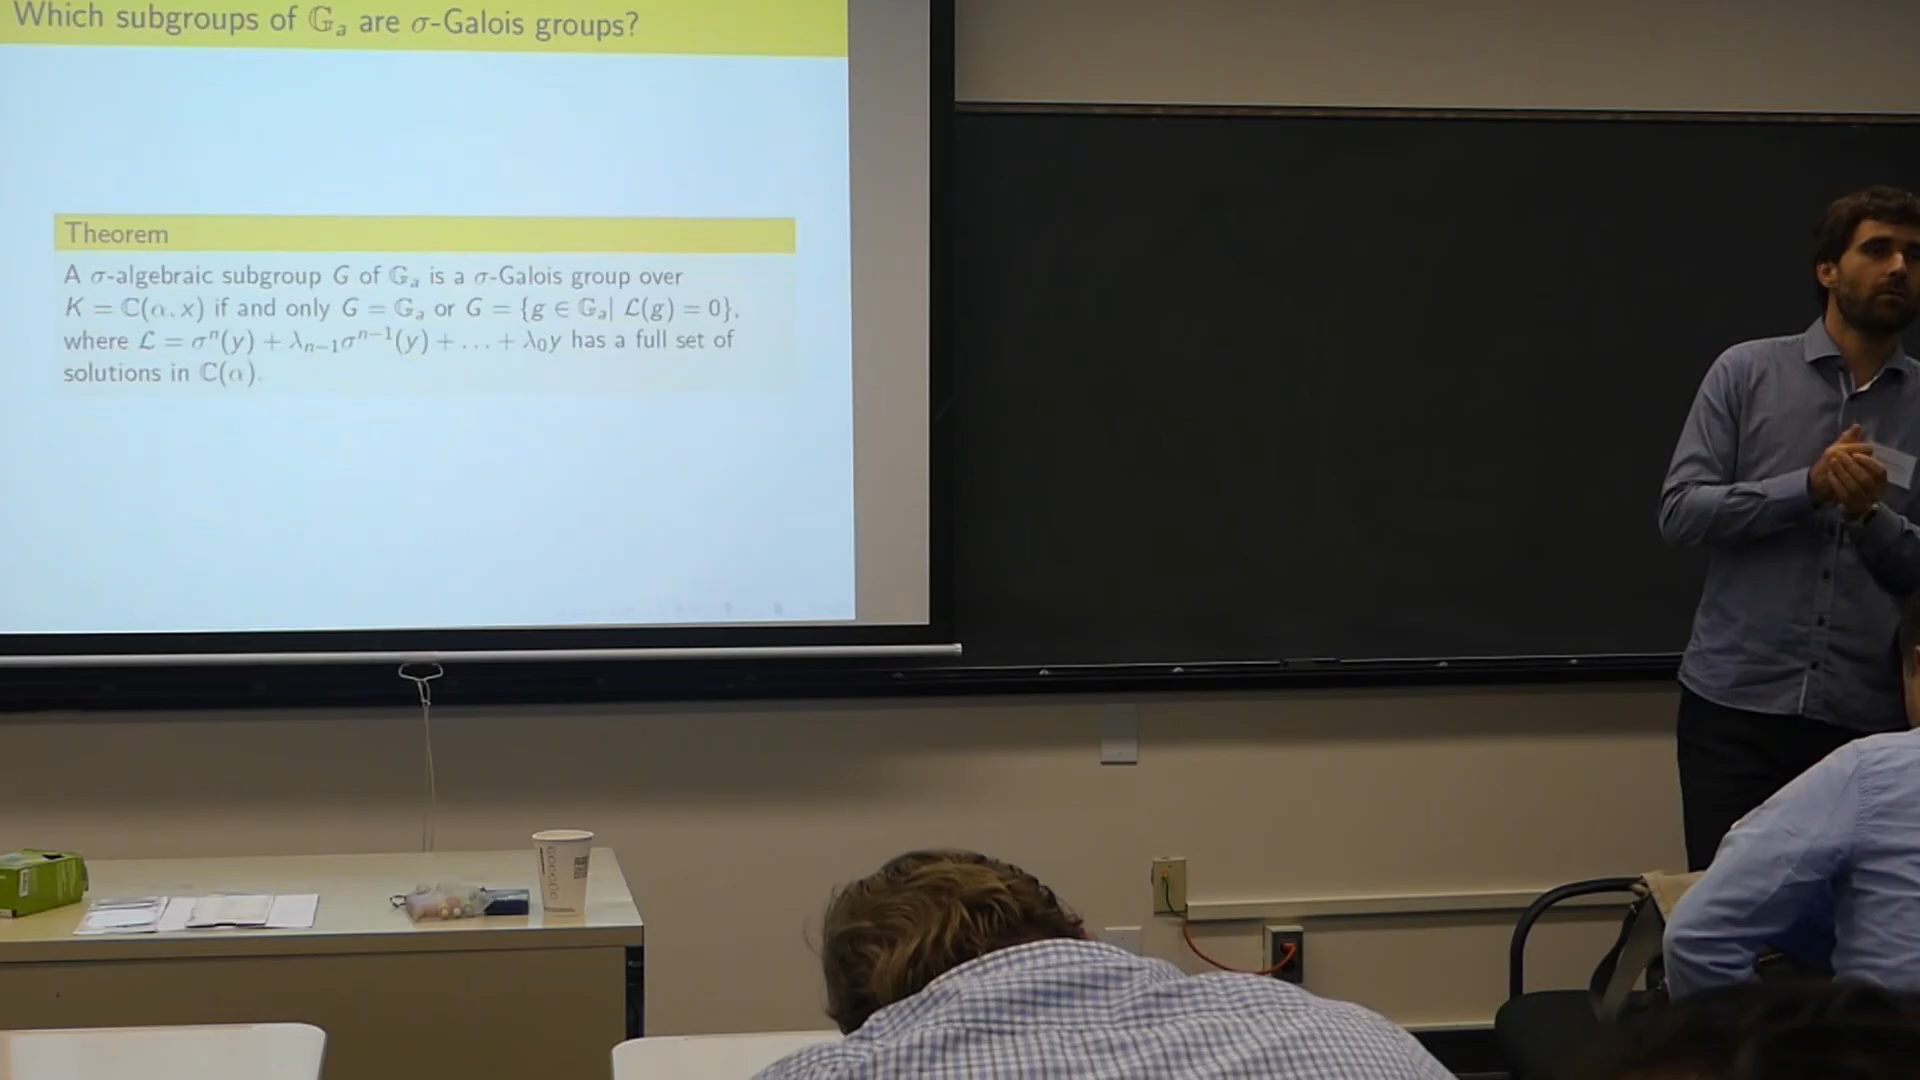 Which subgroups of 𝔾ₐ are σ-Galois groups?
Theorem
A σ-algebraic subgroup G of 𝔾ₐ is a σ-Galois group over
K = ℂ(α, x) if and only G = 𝔾ₐ or G = {g ∈ 𝔾ₐ| ℒ(g) = 0},
where ℒ = σⁿ(y) + λₙ₋₁σⁿ⁻¹(y) + … + λ₀y has a full set of
solutions in ℂ(α).